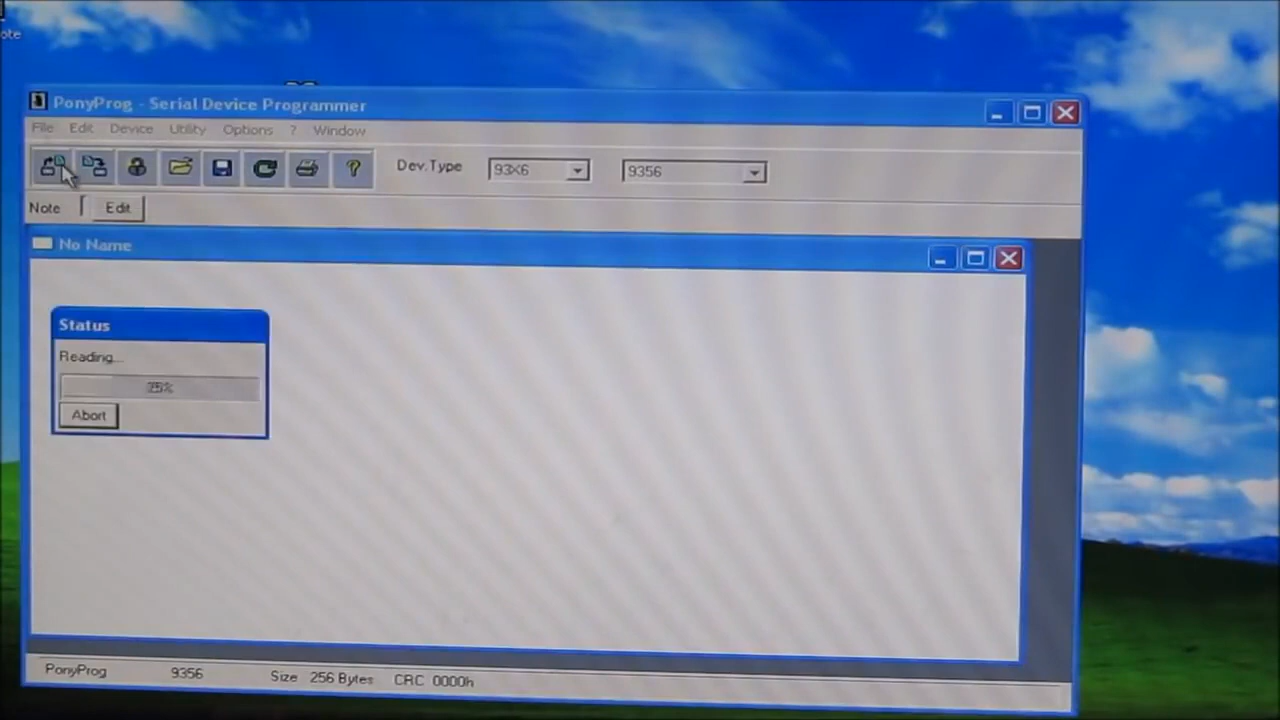 ote
PonyProg - Serial Device Programmer
File Edit Device Utility Options ? Window
Dev.Type 93X6 9356
Note Edit
No Name
Status
Reading...
Abort
PonyProg 9356 Size 256 Bytes CRC 0000h